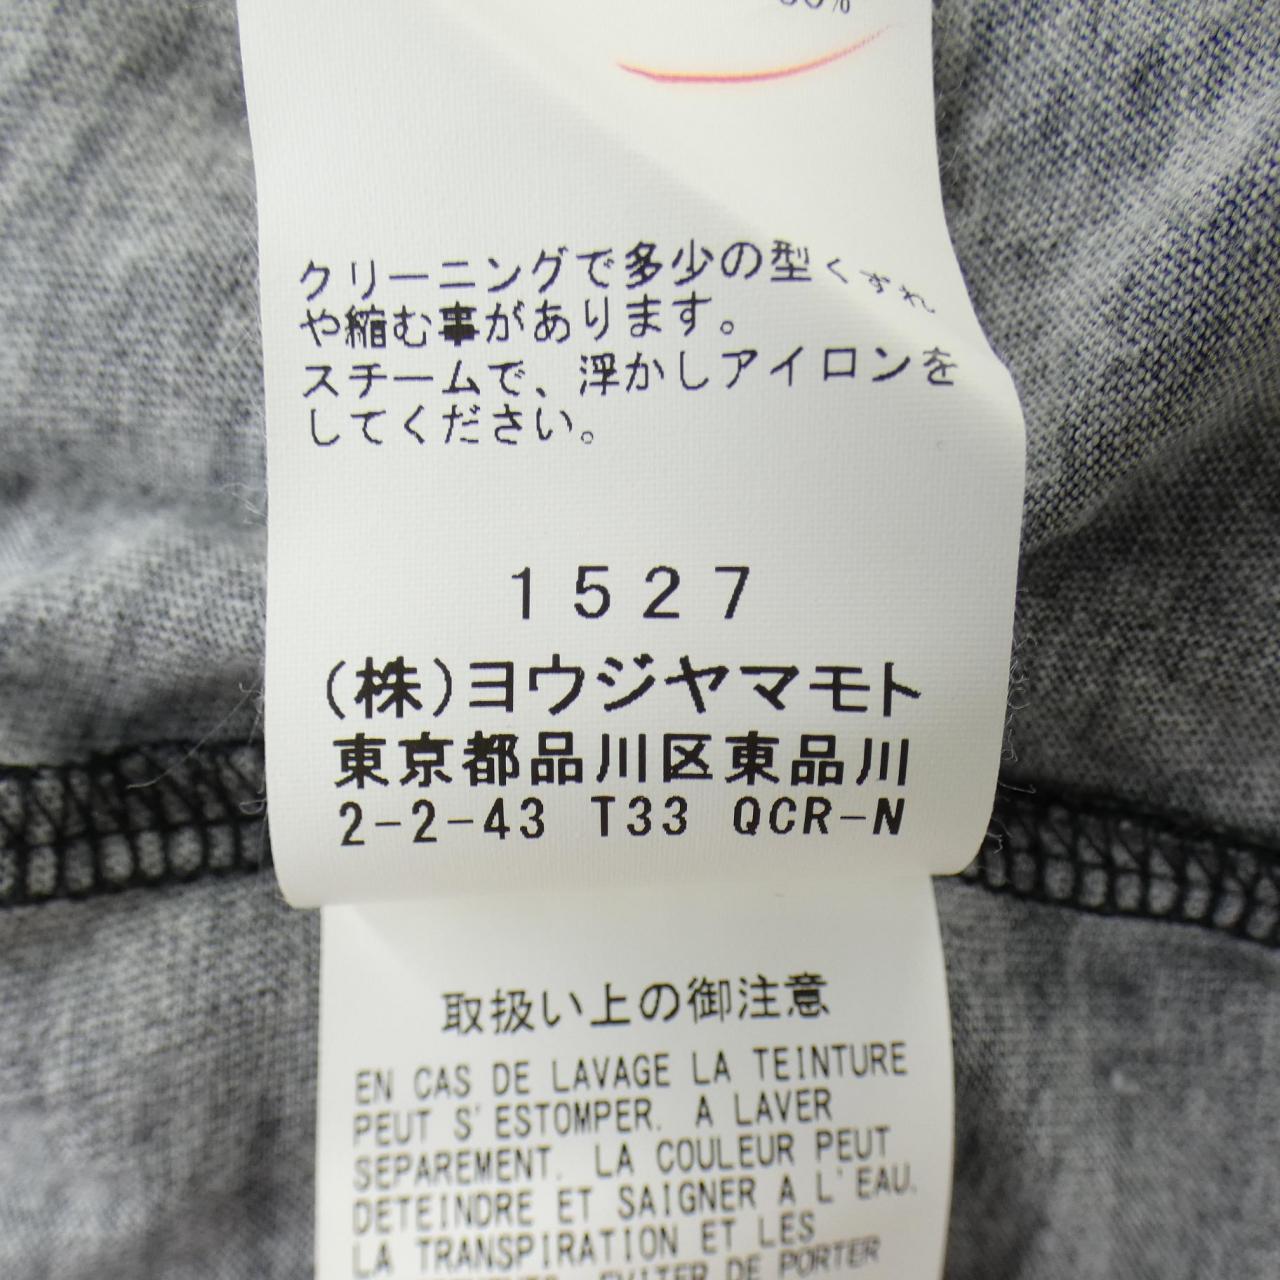 クリーニングで多少の型くずれ
や縮む事があります。
スチームで、浮かしアイロンを
してください。
1527
(株)ヨウジヤマモト
東京都品川区東品川
2-2-43 T33 QCR-N
取扱い上の御注意
EN CAS DE LAVAGE LA TEINTURE
PEUT S'ESTOMPER. A LAVER
SEPAREMENT. LA COULEUR PEUT
DETEINDRE ET SAIGNER A L'EAU.
LA TRANSPIRATION ET LES
EVITER DE PORTER